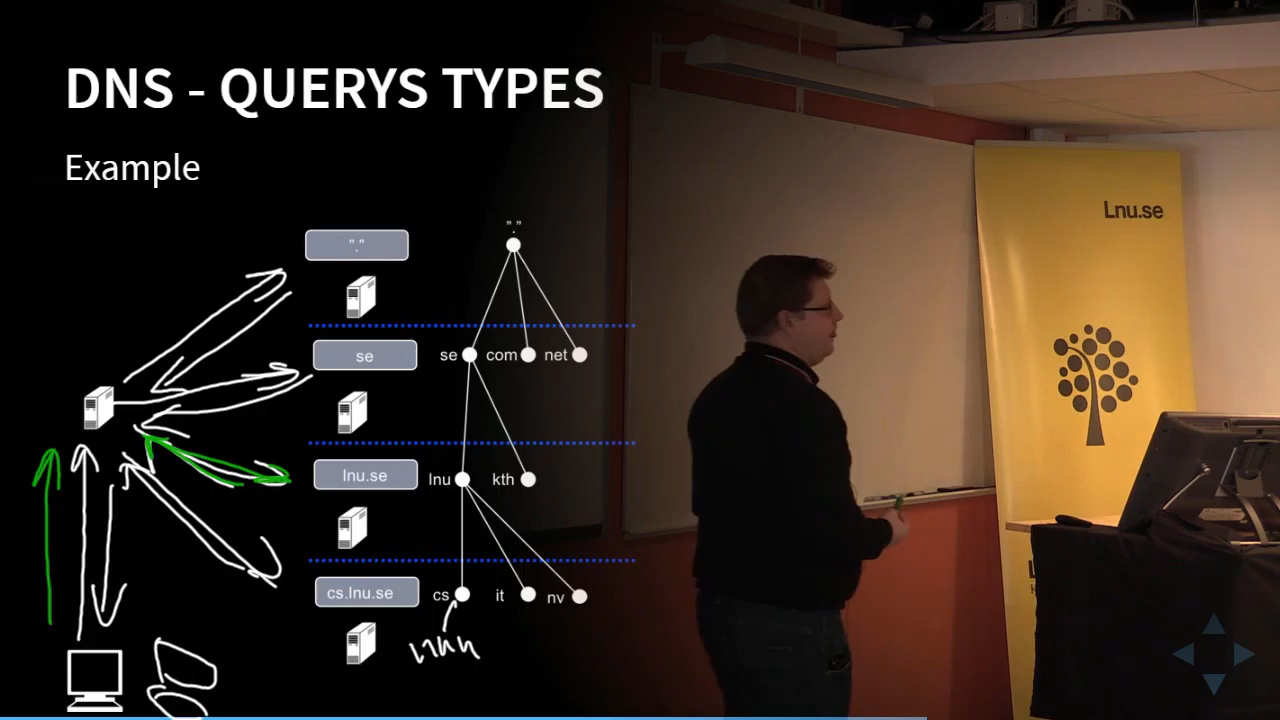 DNS - QUERYS TYPES
Example
Lnu.se
"."
"."
se
se
com
net
lnu.se
lnu
kth
cs.lnu.se
cs
it
nv